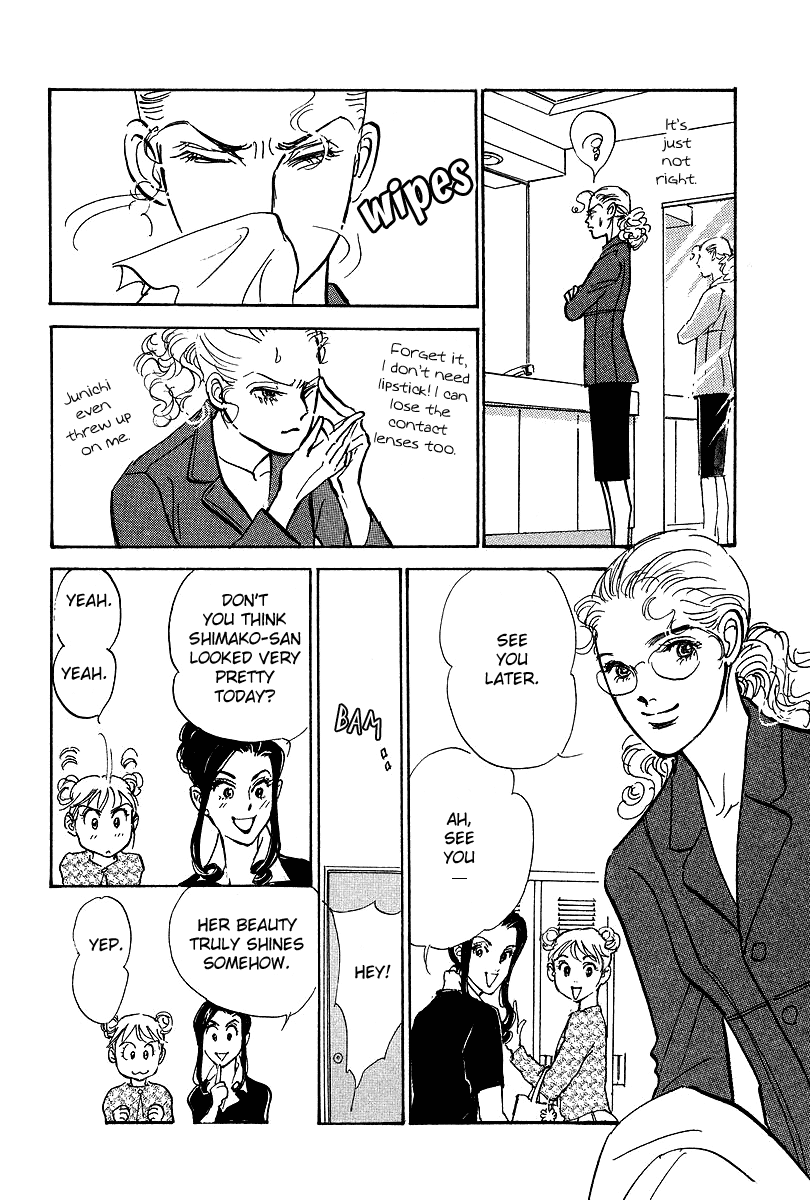 It's
just
not
right.
wipes
Forget it,
I don't need
lipstick! I can
lose the
contact
lenses too.
Junichi
even
threw up
on me.
SEE
YOU
LATER.
AH,
SEE
YOU
—
BAM
HEY!
DON'T
YOU THINK
SHIMAKO-SAN
LOOKED VERY
PRETTY
TODAY?
YEAH.
YEAH.
HER BEAUTY
TRULY SHINES
SOMEHOW.
YEP.